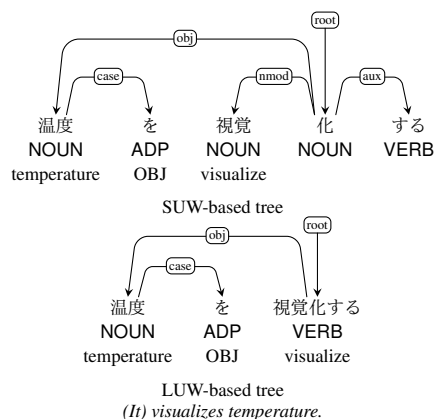 root
obj
case
nmod
aux
温度 を 視覚 化 する
NOUN ADP NOUN NOUN VERB
temperature OBJ visualize
SUW-based tree
root
obj
case
温度 を 視覚化する
NOUN ADP VERB
temperature OBJ visualize
LUW-based tree
(It) visualizes temperature.